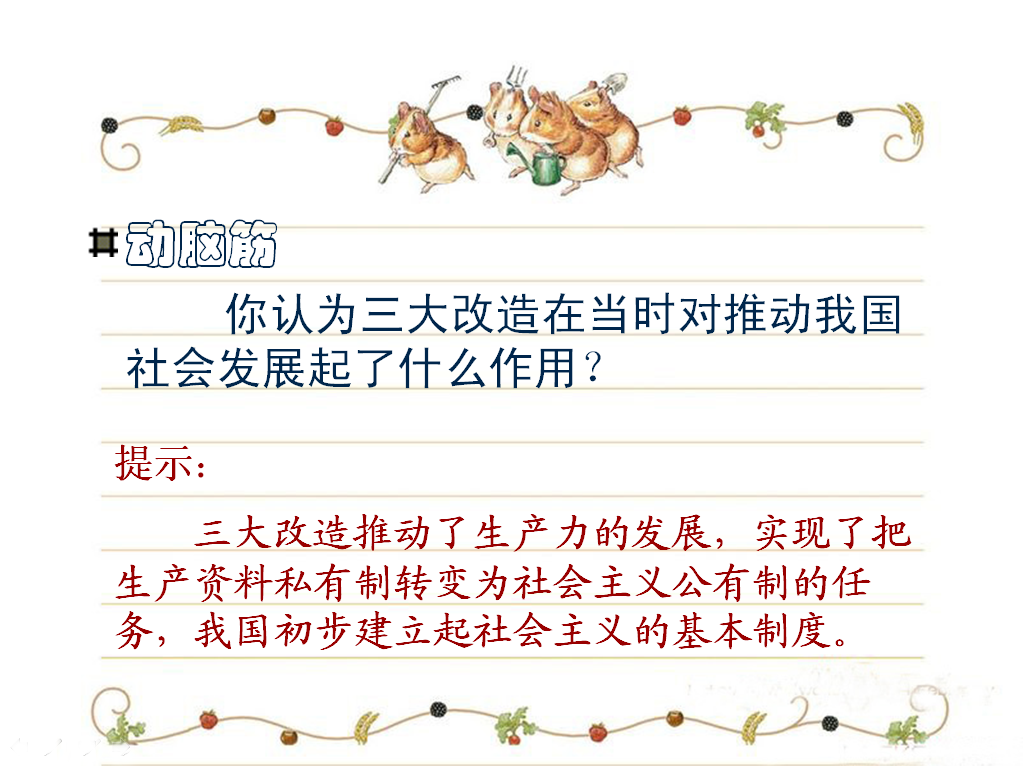 动脑筋
你认为三大改造在当时对推动我国
社会发展起了什么作用？
提示：
三大改造推动了生产力的发展，实现了把
生产资料私有制转变为社会主义公有制的任
务，我国初步建立起社会主义的基本制度。